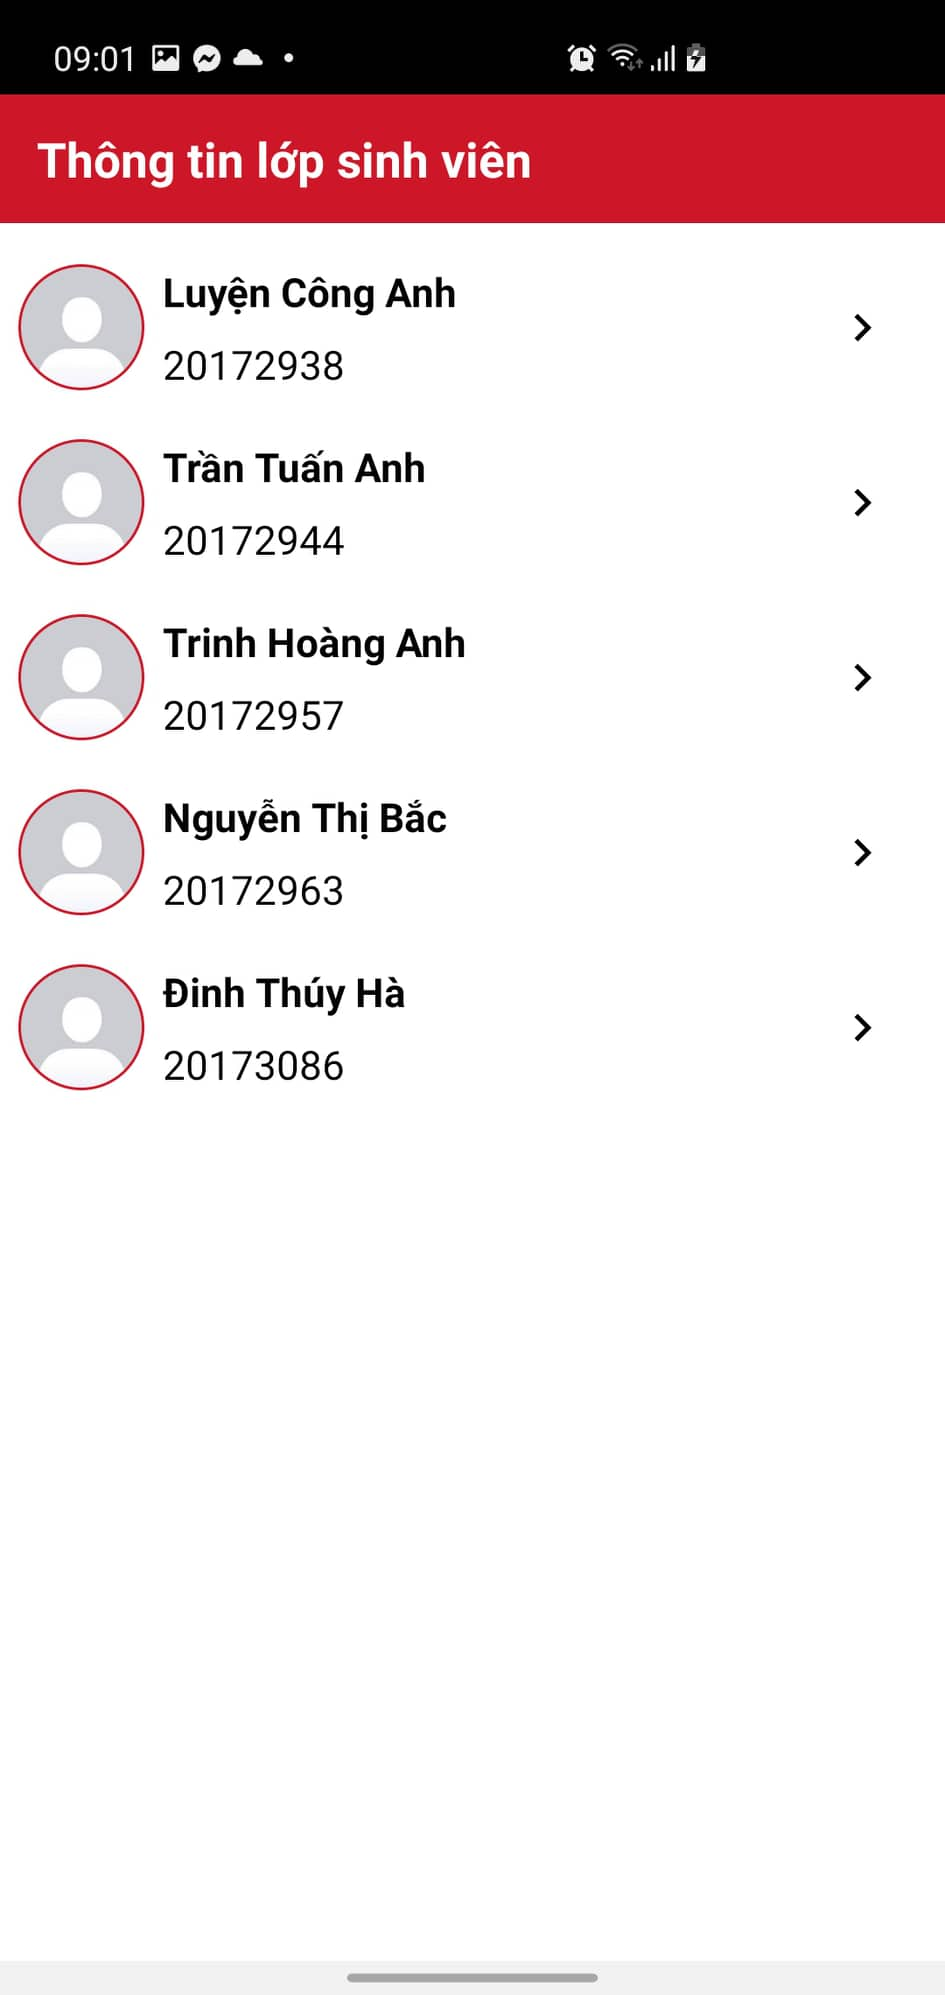 09:01
Thông tin lớp sinh viên
Luyện Công Anh
20172938
Trần Tuấn Anh
20172944
Trinh Hoàng Anh
20172957
Nguyễn Thị Bắc
20172963
Đinh Thúy Hà
20173086